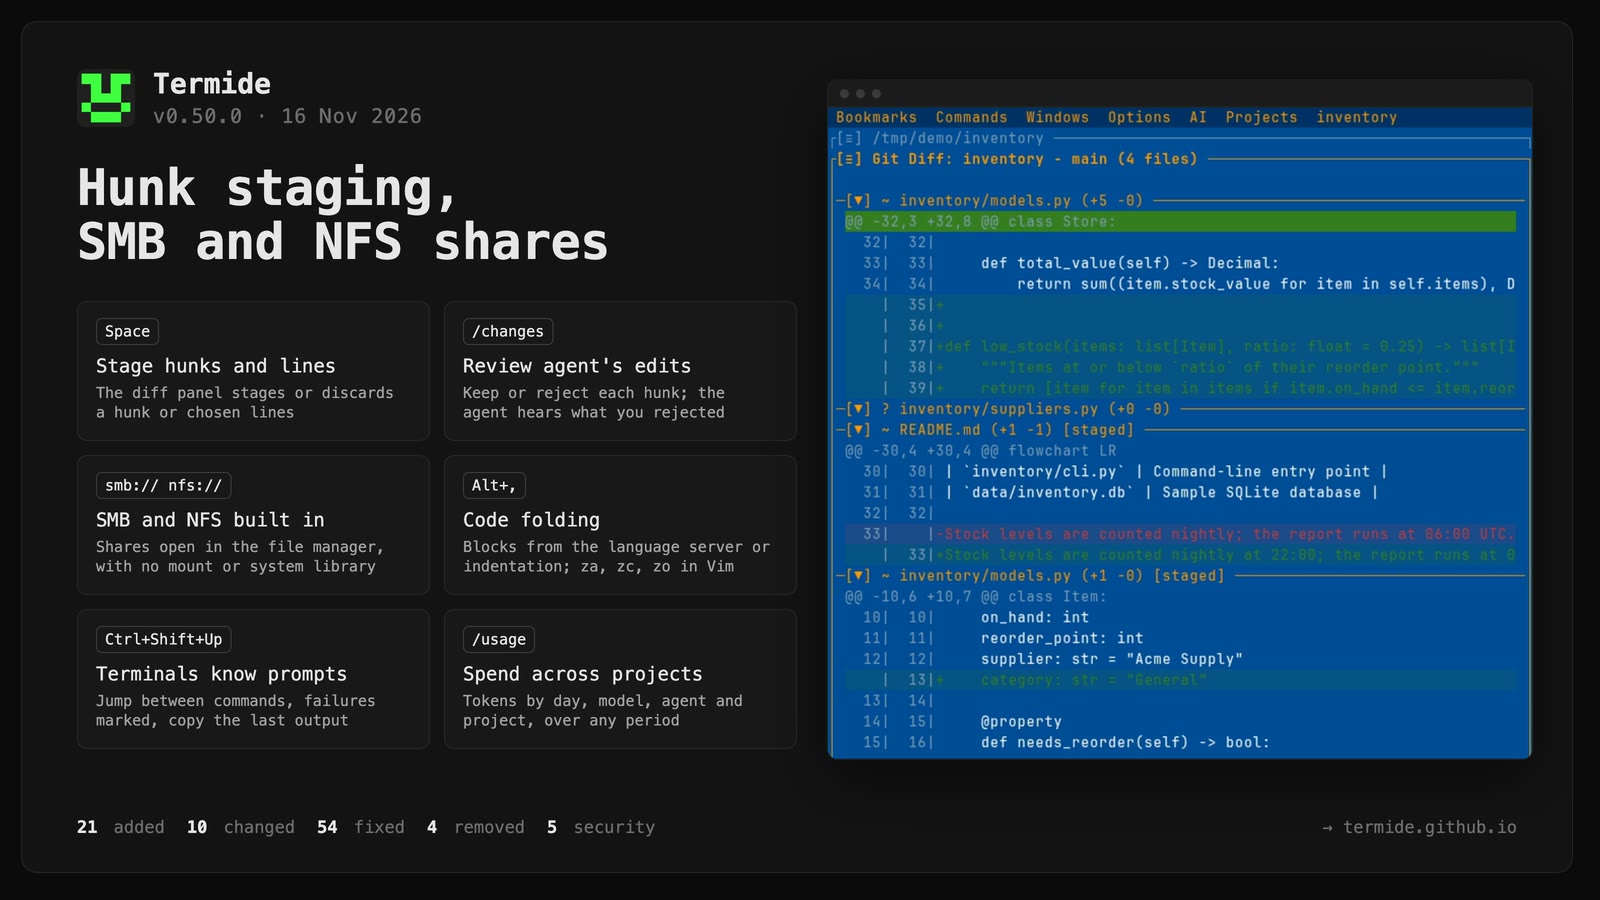 Termide
v0.50.0 · 16 Nov 2026
Hunk staging,
SMB and NFS shares
Space
Stage hunks and lines
The diff panel stages or discards
a hunk or chosen lines
/changes
Review agent's edits
Keep or reject each hunk; the
agent hears what you rejected
smb:// nfs://
SMB and NFS built in
Shares open in the file manager,
with no mount or system library
Alt+,
Code folding
Blocks from the language server or
indentation; za, zc, zo in Vim
Ctrl+Shift+Up
Terminals know prompts
Jump between commands, failures
marked, copy the last output
/usage
Spend across projects
Tokens by day, model, agent and
project, over any period
21 added 10 changed 54 fixed 4 removed 5 security
→ termide.github.io
Bookmarks Commands Windows Options AI Projects inventory
[≡] /tmp/demo/inventory
[≡] Git Diff: inventory - main (4 files)
[▼] ~ inventory/models.py (+5 -0)
@@ -32,3 +32,8 @@ class Store:
32| 32|
33| 33| def total_value(self) -> Decimal:
34| 34| return sum((item.stock_value for item in self.items), D
| 35|+
| 36|+
| 37|+def low_stock(items: list[Item], ratio: float = 0.25) -> list[I
| 38|+ """Items at or below `ratio` of their reorder point."""
| 39|+ return [item for item in items if item.on_hand <= item.reor
[▼] ? inventory/suppliers.py (+0 -0)
[▼] ~ README.md (+1 -1) [staged]
@@ -30,4 +30,4 @@ flowchart LR
30| 30| | `inventory/cli.py` | Command-line entry point |
31| 31| | `data/inventory.db` | Sample SQLite database |
32| 32|
33| |-Stock levels are counted nightly; the report runs at 06:00 UTC.
| 33|+Stock levels are counted nightly at 22:00; the report runs at 0
[▼] ~ inventory/models.py (+1 -0) [staged]
@@ -10,6 +10,7 @@ class Item:
10| 10| on_hand: int
11| 11| reorder_point: int
12| 12| supplier: str = "Acme Supply"
| 13|+ category: str = "General"
13| 14|
14| 15| @property
15| 16| def needs_reorder(self) -> bool: